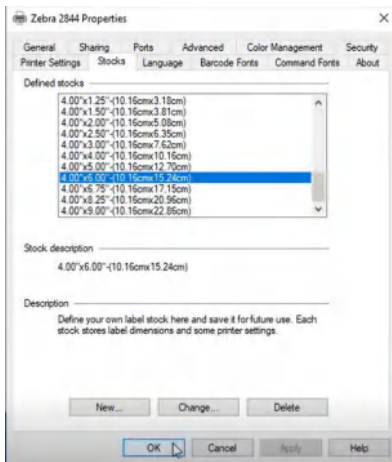 Zebra 2844 Properties
General Sharing Ports Advanced Color Management Security
Printer Settings Stocks Language Barcode Fonts Command Fonts About
Defined stocks
4.00"x1.25"-(10.16cmx3.18cm)
4.00"x1.50"-(10.16cmx3.81cm)
4.00"x2.00"-(10.16cmx5.08cm)
4.00"x2.50"-(10.16cmx6.35cm)
4.00"x3.00"-(10.16cmx7.62cm)
4.00"x4.00"-(10.16cmx10.16cm)
4.00"x5.00"-(10.16cmx12.70cm)
4.00"x6.00"-(10.16cmx15.24cm)
4.00"x6.75"-(10.16cmx17.15cm)
4.00"x8.25"-(10.16cmx20.96cm)
4.00"x9.00"-(10.16cmx22.86cm)
Stock description
4.00"x6.00"-(10.16cmx15.24cm)
Description
Define your own label stock here and save it for future use. Each
stock stores label dimensions and some printer settings.
New... Change... Delete
OK Cancel Apply Help